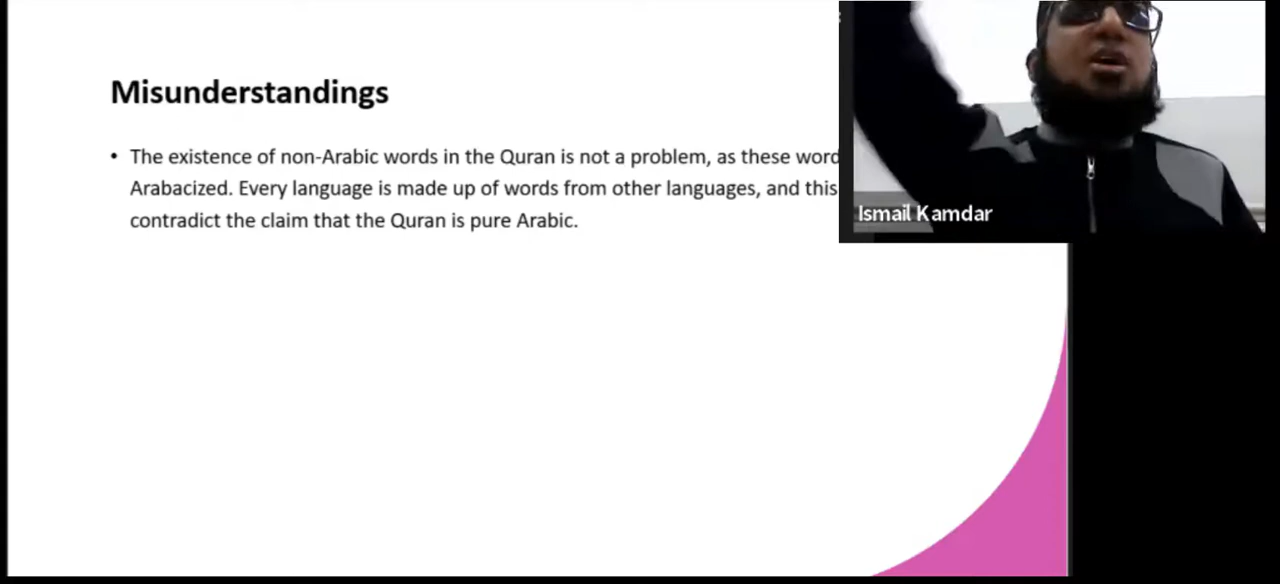 Misunderstandings
• The existence of non-Arabic words in the Quran is not a problem, as these word
Arabacized. Every language is made up of words from other languages, and this
contradict the claim that the Quran is pure Arabic.
Ismail Kamdar